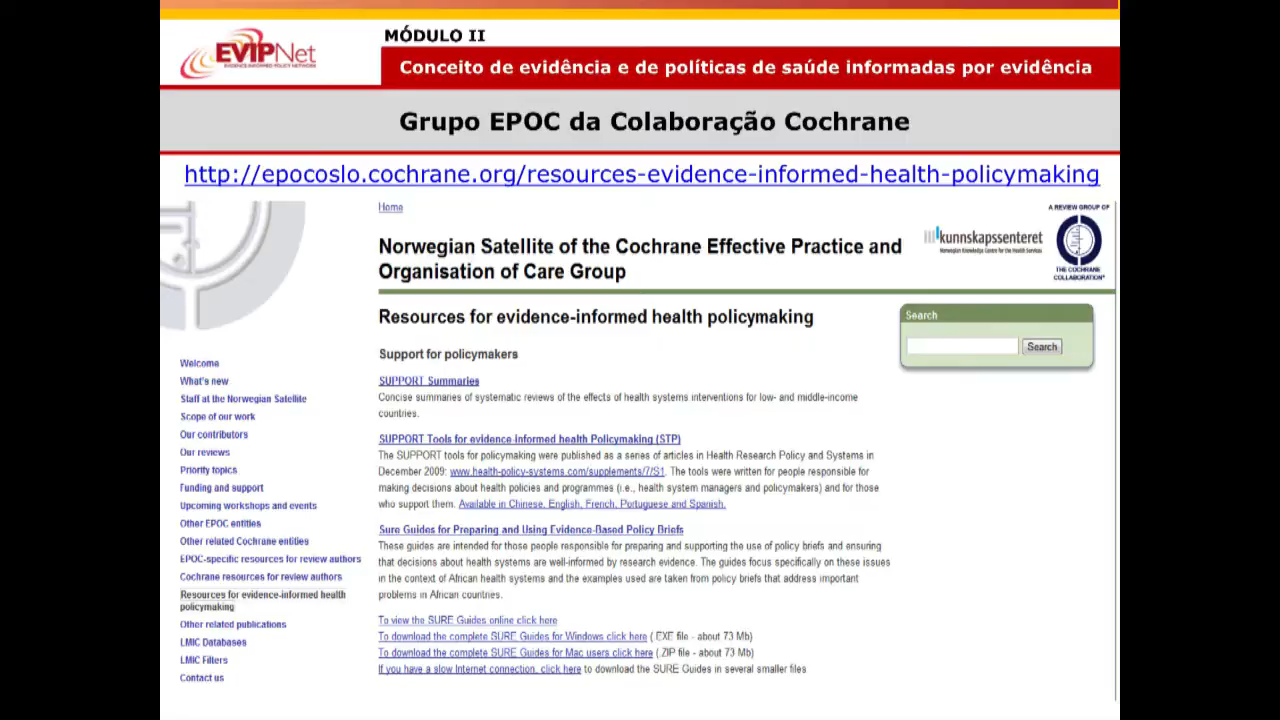 EVIPNet
EVIDENCE-INFORMED POLICY NETWORK
MÓDULO II
Conceito de evidência e de políticas de saúde informadas por evidência
Grupo EPOC da Colaboração Cochrane
http://epocoslo.cochrane.org/resources-evidence-informed-health-policymaking
Home
Norwegian Satellite of the Cochrane Effective Practice and
Organisation of Care Group
kunnskapssenteret
Norwegian Knowledge Centre for the Health Services
A REVIEW GROUP OF
THE COCHRANE
COLLABORATION®
Resources for evidence-informed health policymaking
Search
Search
Support for policymakers
SUPPORT Summaries
Concise summaries of systematic reviews of the effects of health systems interventions for low- and middle-income
countries.
SUPPORT Tools for evidence-informed health Policymaking (STP)
The SUPPORT tools for policymaking were published as a series of articles in Health Research Policy and Systems in
December 2009: www.health-policy-systems.com/supplements/7/S1. The tools were written for people responsible for
making decisions about health policies and programmes (i.e., health system managers and policymakers) and for those
who support them. Available in Chinese, English, French, Portuguese and Spanish.
Sure Guides for Preparing and Using Evidence-Based Policy Briefs
These guides are intended for those people responsible for preparing and supporting the use of policy briefs and ensuring
that decisions about health systems are well-informed by research evidence. The guides focus specifically on these issues
in the context of African health systems and the examples used are taken from policy briefs that address important
problems in African countries.
To view the SURE Guides online click here
To download the complete SURE Guides for Windows click here (.EXE file - about 73 Mb)
To download the complete SURE Guides for Mac users click here (.ZIP file - about 73 Mb)
If you have a slow Internet connection, click here to download the SURE Guides in several smaller files
Welcome
What's new
Staff at the Norwegian Satellite
Scope of our work
Our contributors
Our reviews
Priority topics
Funding and support
Upcoming workshops and events
Other EPOC entities
Other related Cochrane entities
EPOC-specific resources for review authors
Cochrane resources for review authors
Resources for evidence-informed health
policymaking
Other related publications
LMIC Databases
LMIC Filters
Contact us